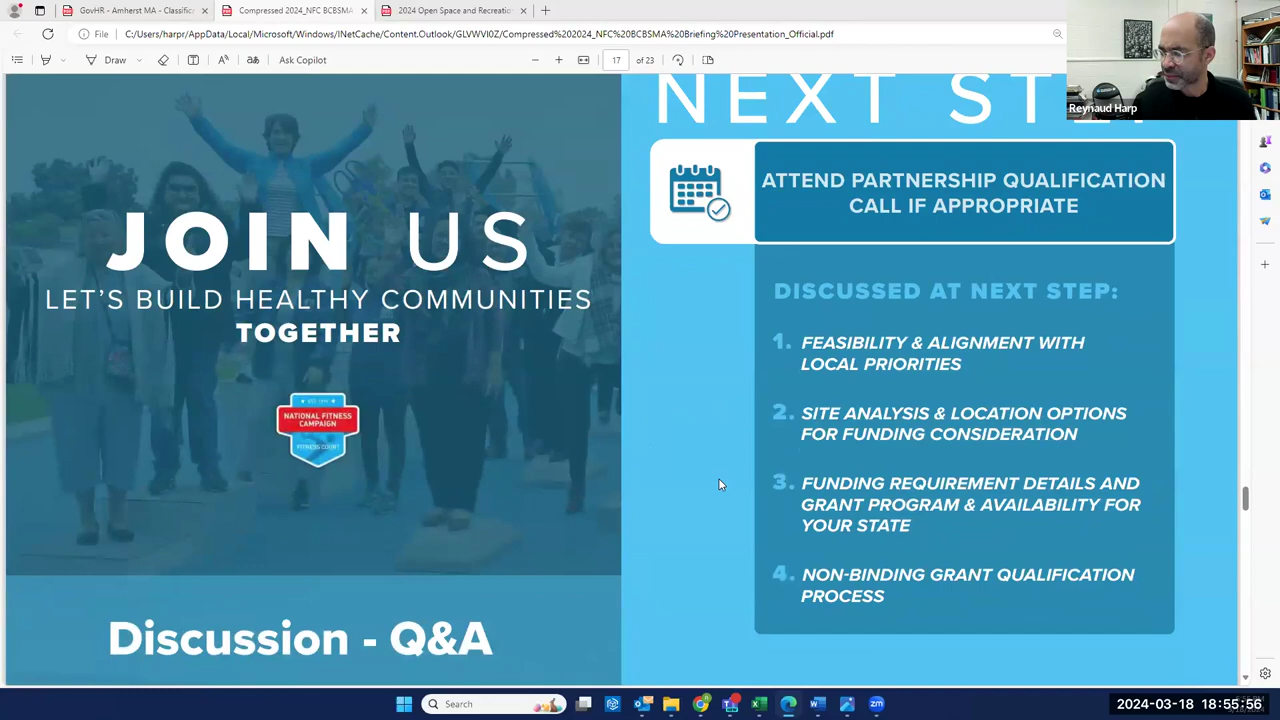 GovHR - Amherst MA - Classific
Compressed 2024_NFC BCBSMA
2024 Open Space and Recreatio
File
C:/Users/harpr/AppData/Local/Microsoft/Windows/INetCache/Content.Outlook/GLVWVI0Z/Compressed%202024_NFC%20BCBSMA%20Briefing%20Presentation_Official.pdf
Draw
Ask Copilot
17
of 23
Reynaud Harp
JOIN US
LET'S BUILD HEALTHY COMMUNITIES
TOGETHER
NATIONAL FITNESS
CAMPAIGN
FITNESS COURT
Discussion - Q&A
NEXT STEP
ATTEND PARTNERSHIP QUALIFICATION
CALL IF APPROPRIATE
DISCUSSED AT NEXT STEP:
1. FEASIBILITY & ALIGNMENT WITH
LOCAL PRIORITIES
2. SITE ANALYSIS & LOCATION OPTIONS
FOR FUNDING CONSIDERATION
3. FUNDING REQUIREMENT DETAILS AND
GRANT PROGRAM & AVAILABILITY FOR
YOUR STATE
4. NON-BINDING GRANT QUALIFICATION
PROCESS
Search
2024-03-18 18:55:56